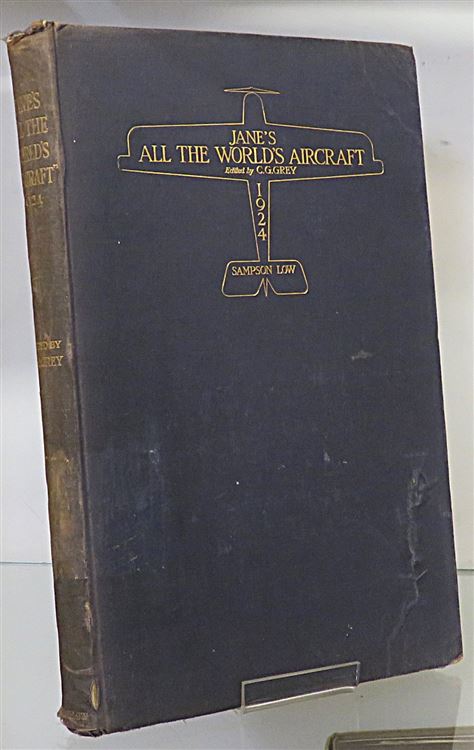 JANE'S
ALL THE WORLD'S AIRCRAFT
Edited by C.G.GREY
1924
SAMPSON LOW